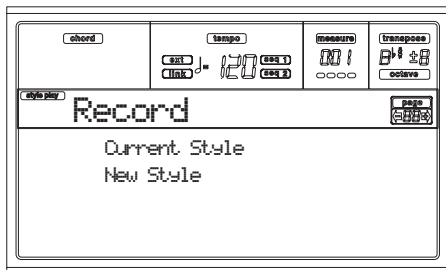 chord tempo measure transpose
ext link ♩= 120 seq 1 seq 2 001
octave
style play Record page
Current Style
New Style